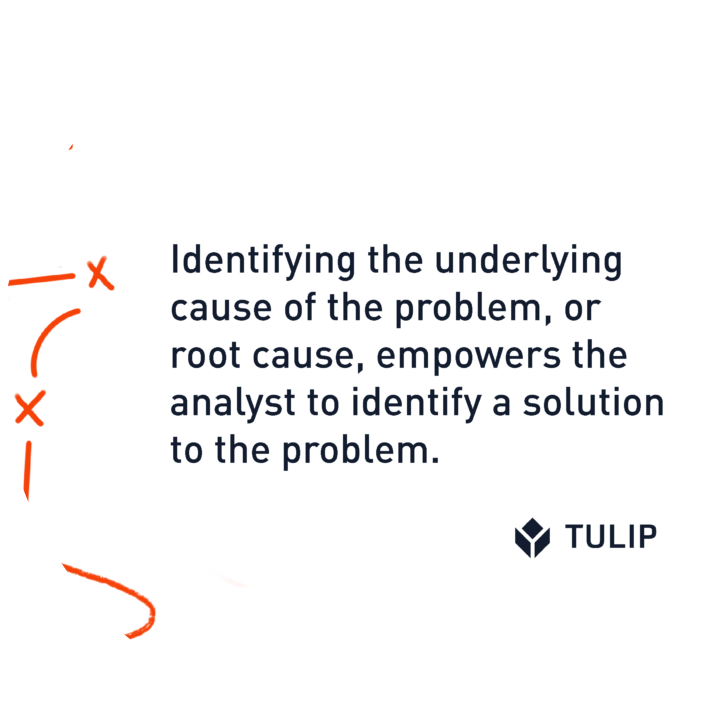 Identifying the underlying
cause of the problem, or
root cause, empowers the
analyst to identify a solution
to the problem.
TULIP